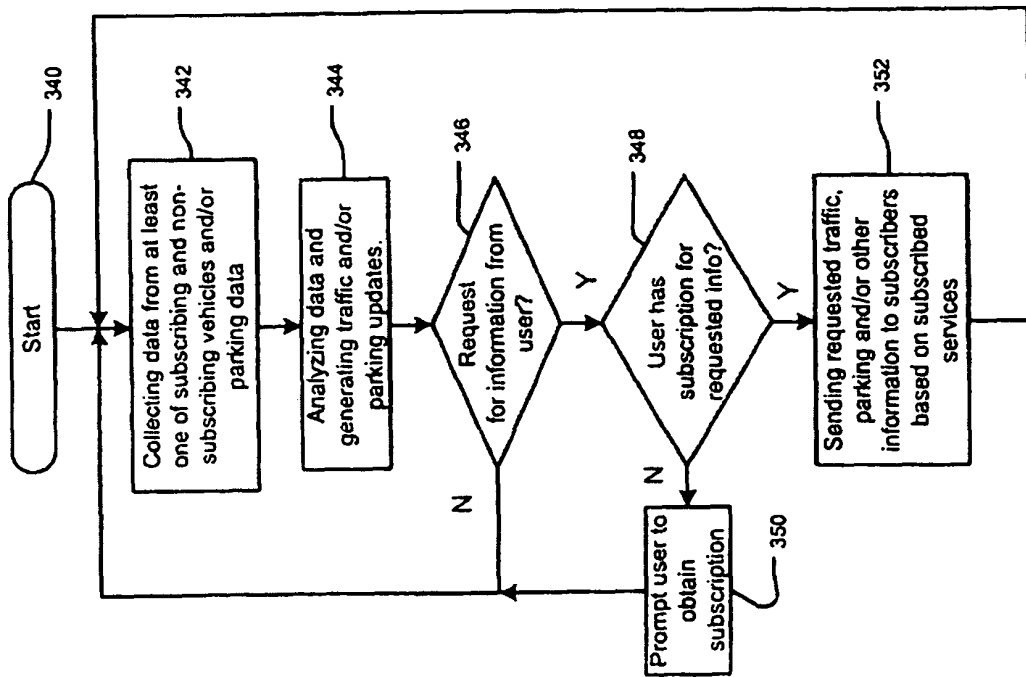 Start
340
Collecting data from at least
one of subscribing and non-
subscribing vehicles and/or
parking data
342
Analyzing data and
generating traffic and/or
parking updates.
344
Request
for information from
user?
346
N
Y
User has
subscription for
requested info?
348
N
Y
Prompt user to
obtain
subscription
350
Sending requested traffic,
parking and/or other
information to subscribers
based on subscribed
services
352